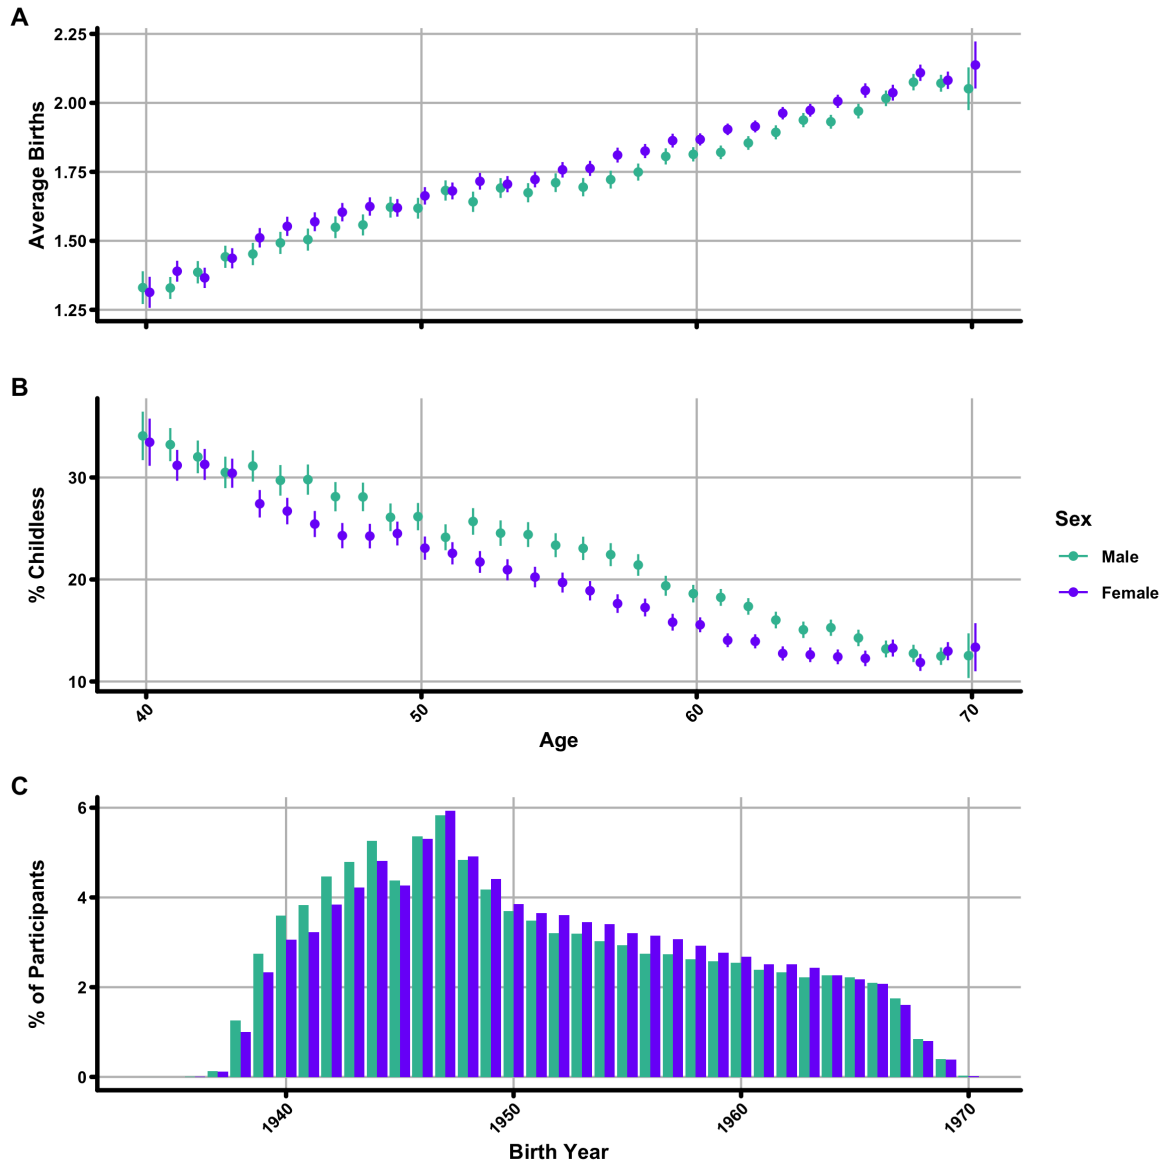 A
2.25
2.00
1.75
1.50
1.25
Average Births
B
30
20
10
% Childless
40 50 60 70
Age
Sex
Male
Female
C
6
4
2
0
% of Participants
1940 1950 1960 1970
Birth Year